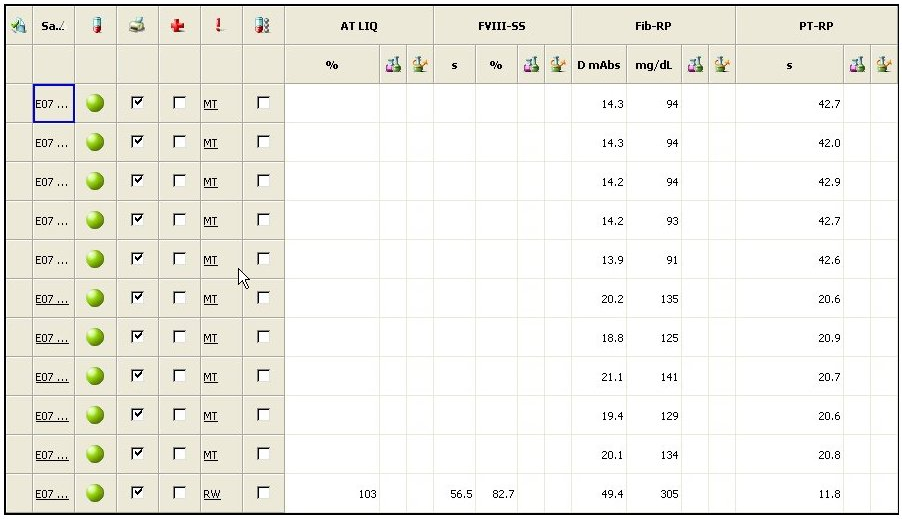 Sa../ AT LIQ FVIII-SS Fib-RP PT-RP
% s % D mAbs mg/dL s
E07 ... MT 14.3 94 42.7
E07 ... MT 14.3 94 42.0
E07 ... MT 14.2 94 42.9
E07 ... MT 14.2 93 42.7
E07 ... MT 13.9 91 42.6
E07 ... MT 20.2 135 20.6
E07 ... MT 18.8 125 20.9
E07 ... MT 21.1 141 20.7
E07 ... MT 19.4 129 20.6
E07 ... MT 20.1 134 20.8
E07 ... RW 103 56.5 82.7 49.4 305 11.8